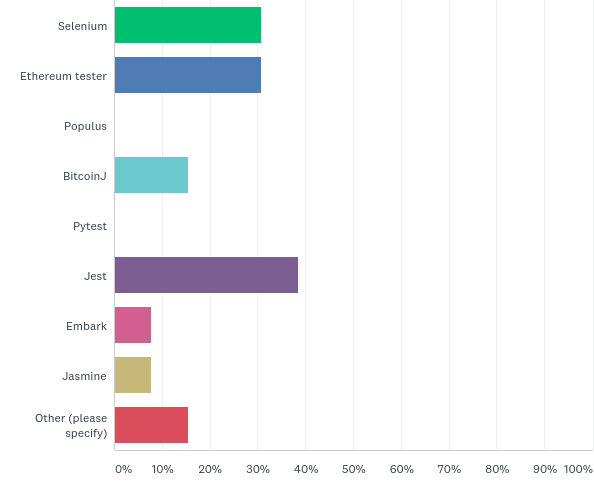 Selenium
Ethereum tester
Populus
BitcoinJ
Pytest
Jest
Embark
Jasmine
Other (please
specify)
0% 10% 20% 30% 40% 50% 60% 70% 80% 90% 100%